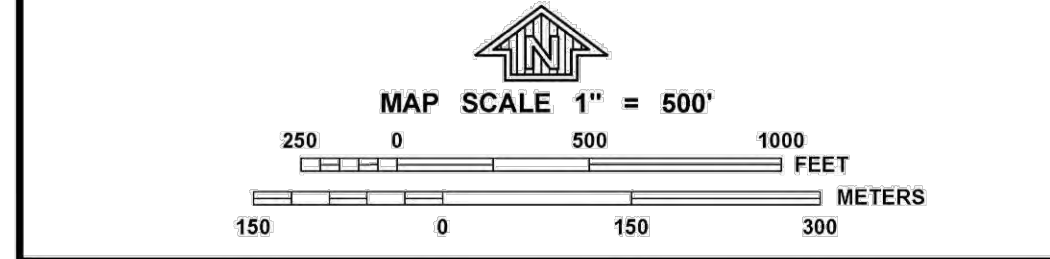 N
MAP SCALE 1" = 500'
250 0 500 1000
FEET
METERS
150 0 150 300